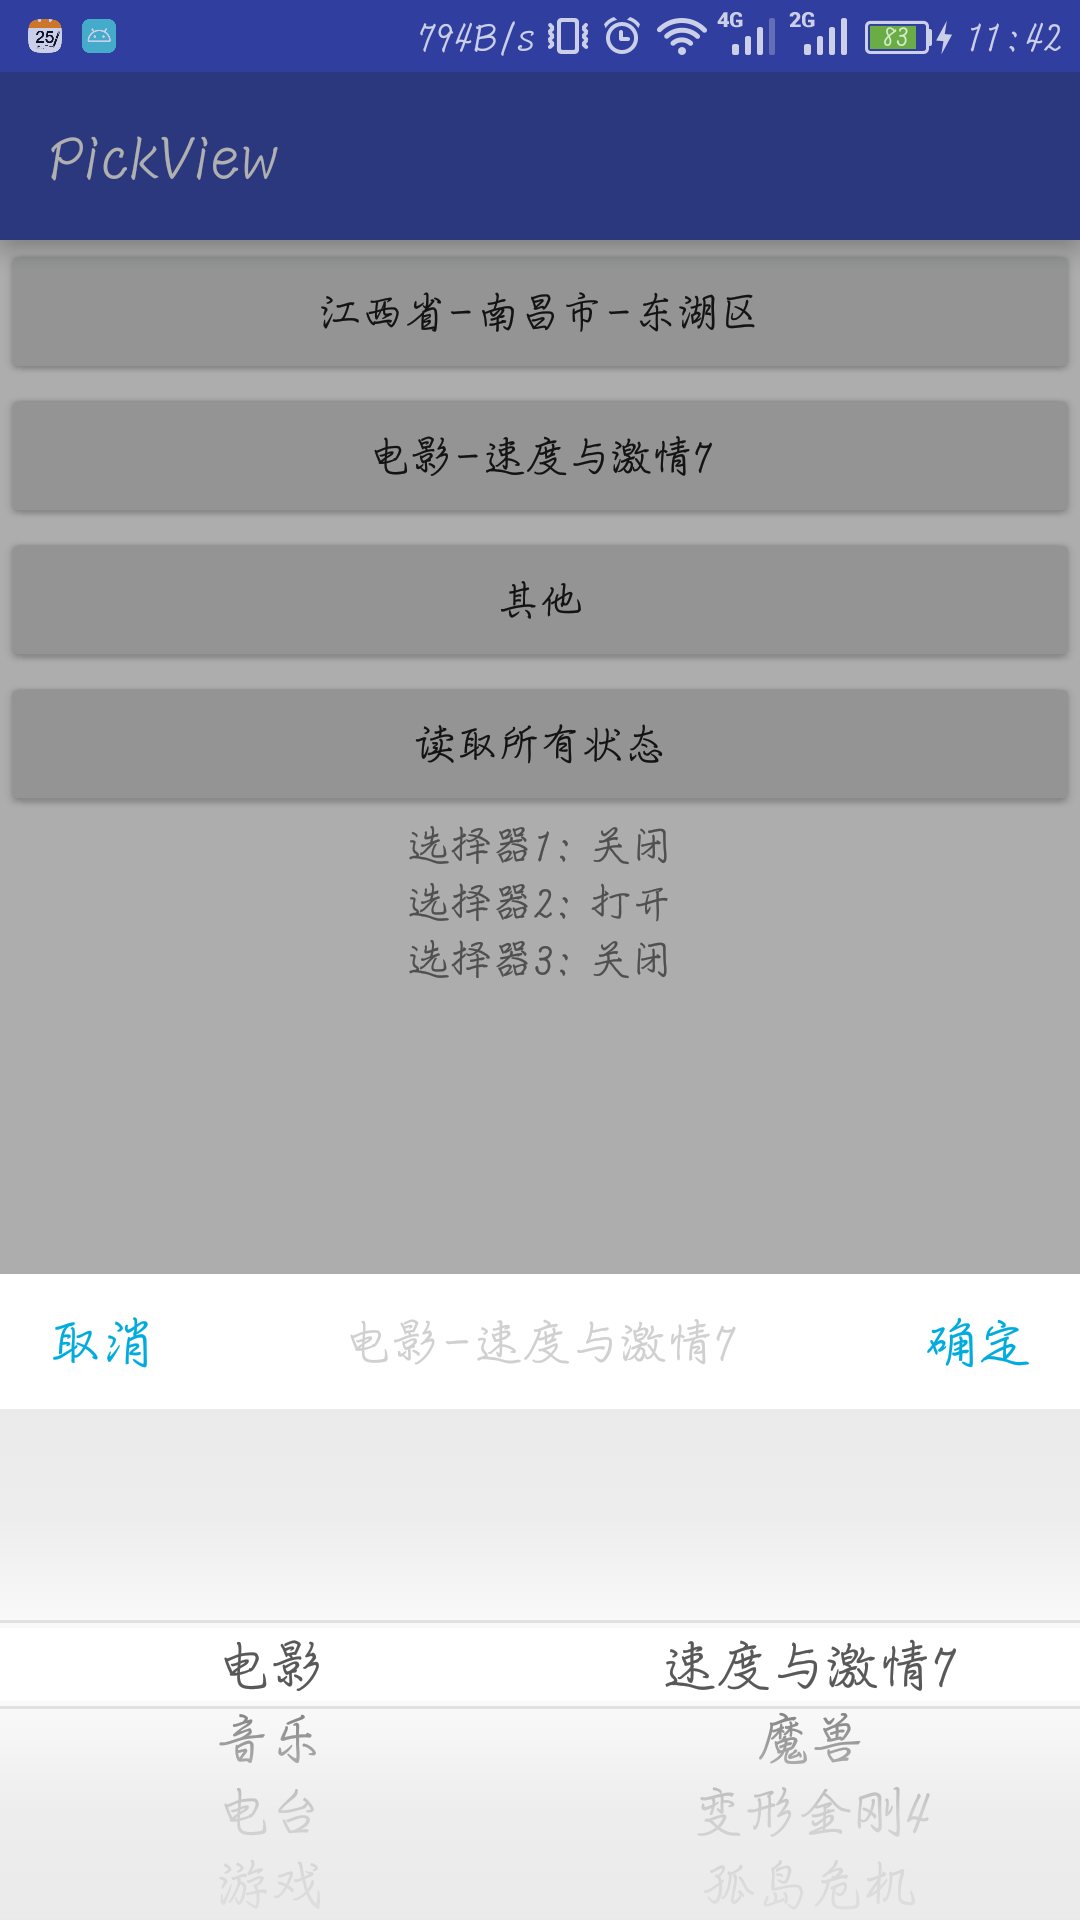 25 794B/s 4G 2G 83 11:42
PickView
江西省-南昌市-东湖区
电影-速度与激情7
其他
读取所有状态
选择器1: 关闭
选择器2: 打开
选择器3: 关闭
取消 电影-速度与激情7 确定
电影 速度与激情7
音乐 魔兽
电台 变形金刚4
游戏 孤岛危机